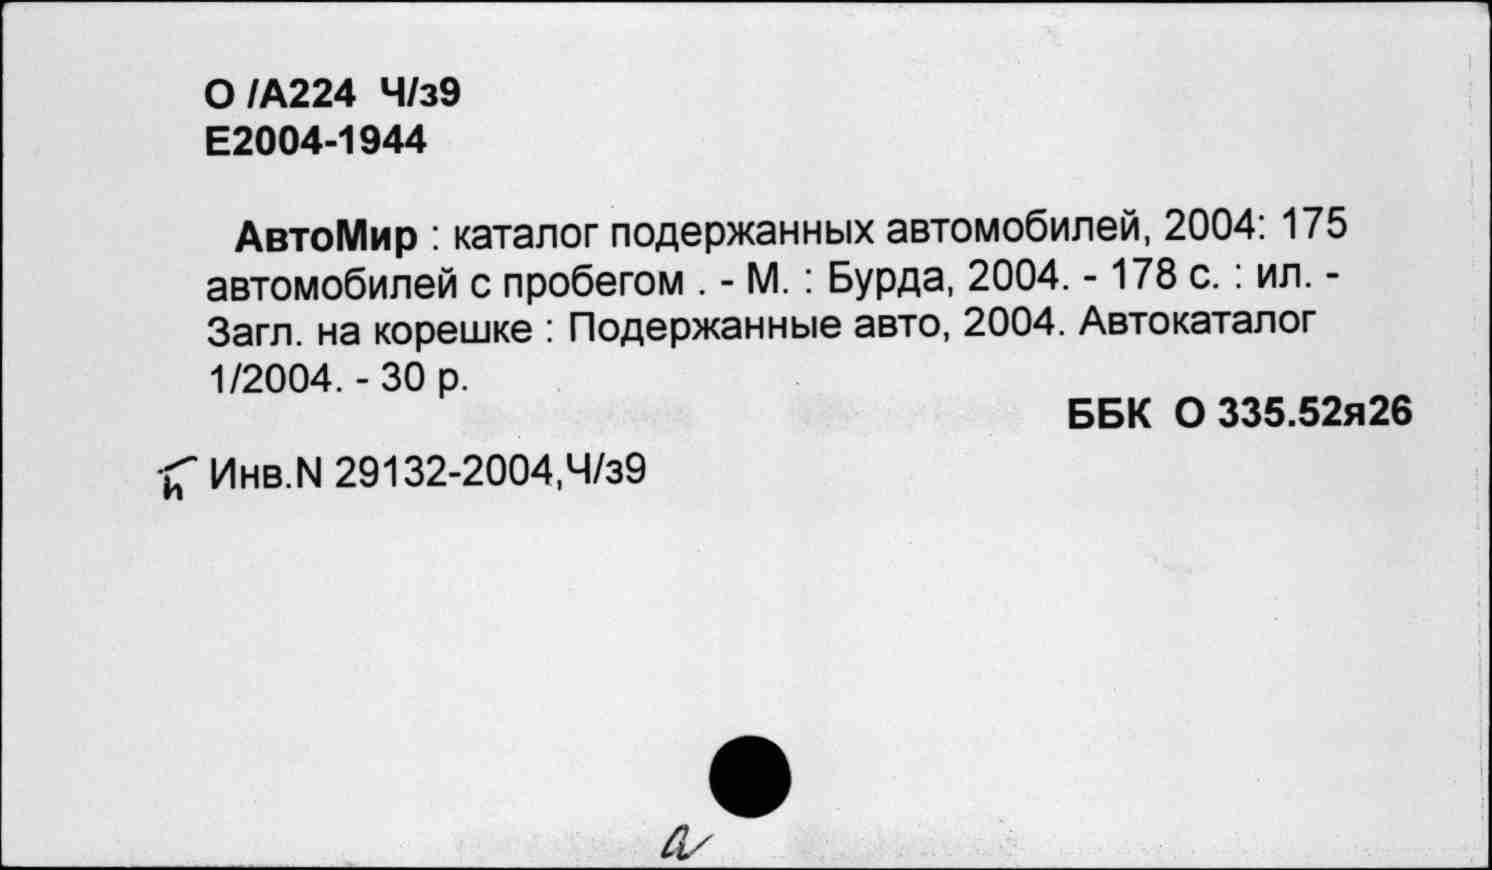 О /А224 Ч/з9
Е2004-1944
АвтоМир : каталог подержанных автомобилей, 2004: 175
автомобилей с пробегом . - М. : Бурда, 2004. - 178 с. : ил. -
Загл. на корешке : Подержанные авто, 2004. Автокаталог
1/2004. - 30 р.
ББК О 335.52я26
Инв.N 29132-2004,Ч/з9
а